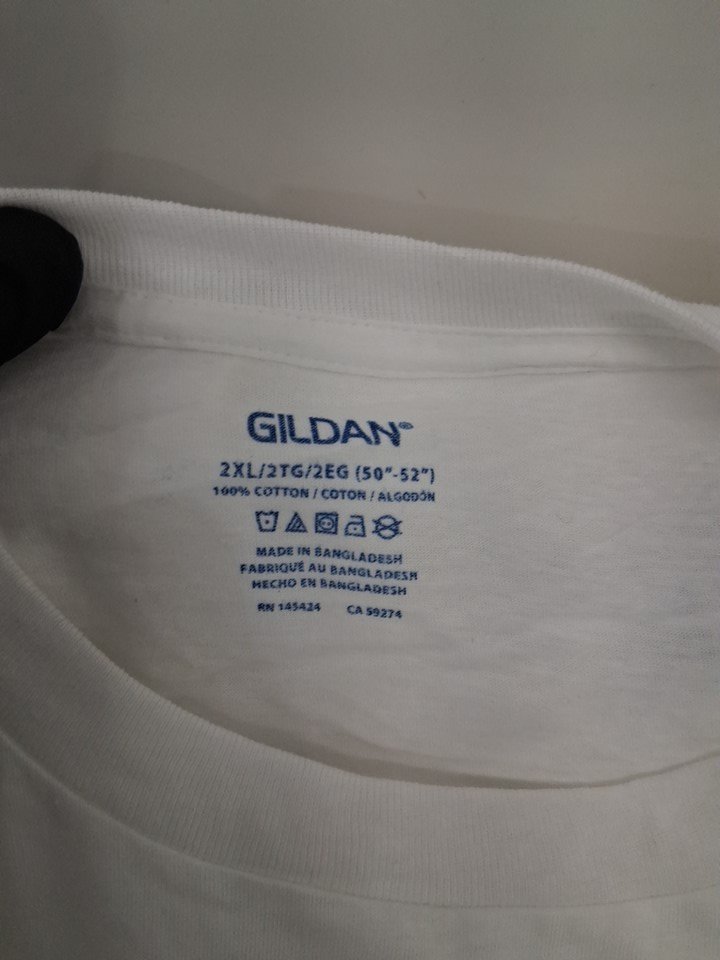 GILDAN®
2XL/2TG/2EG (50"-52")
100% COTTON / COTON / ALGODÓN
MADE IN BANGLADESH
FABRIQUÉ AU BANGLADESH
HECHO EN BANGLADESH
RN 145424 CA 59274